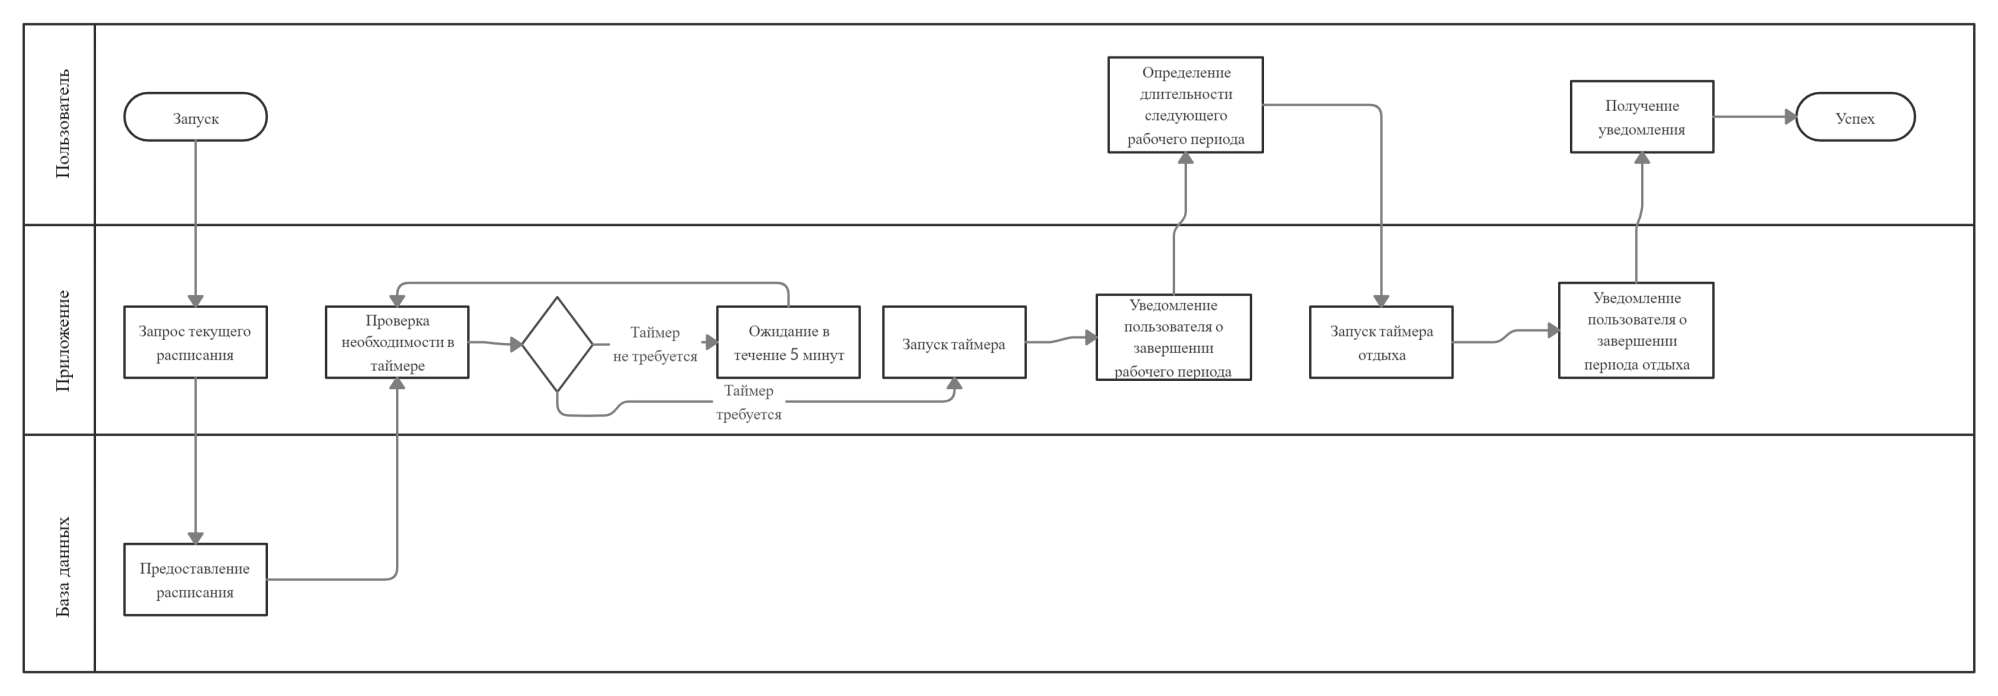 Пользователь
Запуск
Определение
длительности
следующего
рабочего периода
Получение
уведомления
Успех
Приложение
Запрос текущего
расписания
Проверка
необходимости в
таймере
Таймер
не требуется
Ожидание в
течение 5 минут
Таймер
требуется
Запуск таймера
Уведомление
пользователя о
завершении
рабочего периода
Запуск таймера
отдыха
Уведомление
пользователя о
завершении
периода отдыха
База данных
Предоставление
расписания